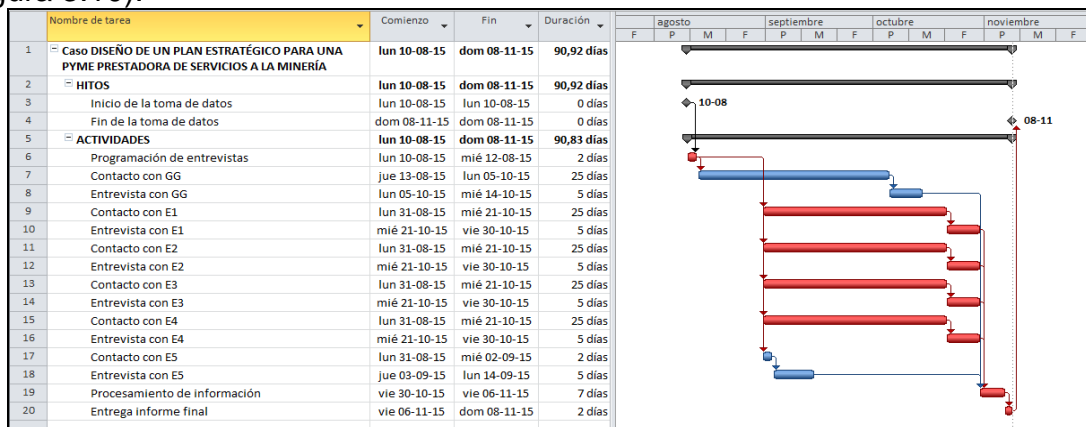 Nombre de tarea Comienzo Fin Duración agosto septiembre octubre noviembre
F P M F P M F P M F P M F
1 Caso DISEÑO DE UN PLAN ESTRATÉGICO PARA UNA lun 10-08-15 dom 08-11-15 90,92 días
PYME PRESTADORA DE SERVICIOS A LA MINERÍA
2 HITOS lun 10-08-15 dom 08-11-15 90,92 días
3 Inicio de la toma de datos lun 10-08-15 lun 10-08-15 0 días 10-08
4 Fin de la toma de datos dom 08-11-15 dom 08-11-15 0 días 08-11
5 ACTIVIDADES lun 10-08-15 dom 08-11-15 90,83 días
6 Programación de entrevistas lun 10-08-15 mié 12-08-15 2 días
7 Contacto con GG jue 13-08-15 lun 05-10-15 25 días
8 Entrevista con GG lun 05-10-15 mié 14-10-15 5 días
9 Contacto con E1 lun 31-08-15 mié 21-10-15 25 días
10 Entrevista con E1 mié 21-10-15 vie 30-10-15 5 días
11 Contacto con E2 lun 31-08-15 mié 21-10-15 25 días
12 Entrevista con E2 mié 21-10-15 vie 30-10-15 5 días
13 Contacto con E3 lun 31-08-15 mié 21-10-15 25 días
14 Entrevista con E3 mié 21-10-15 vie 30-10-15 5 días
15 Contacto con E4 lun 31-08-15 mié 21-10-15 25 días
16 Entrevista con E4 mié 21-10-15 vie 30-10-15 5 días
17 Contacto con E5 lun 31-08-15 mié 02-09-15 2 días
18 Entrevista con E5 jue 03-09-15 lun 14-09-15 5 días
19 Procesamiento de información vie 30-10-15 vie 06-11-15 7 días
20 Entrega informe final vie 06-11-15 dom 08-11-15 2 días